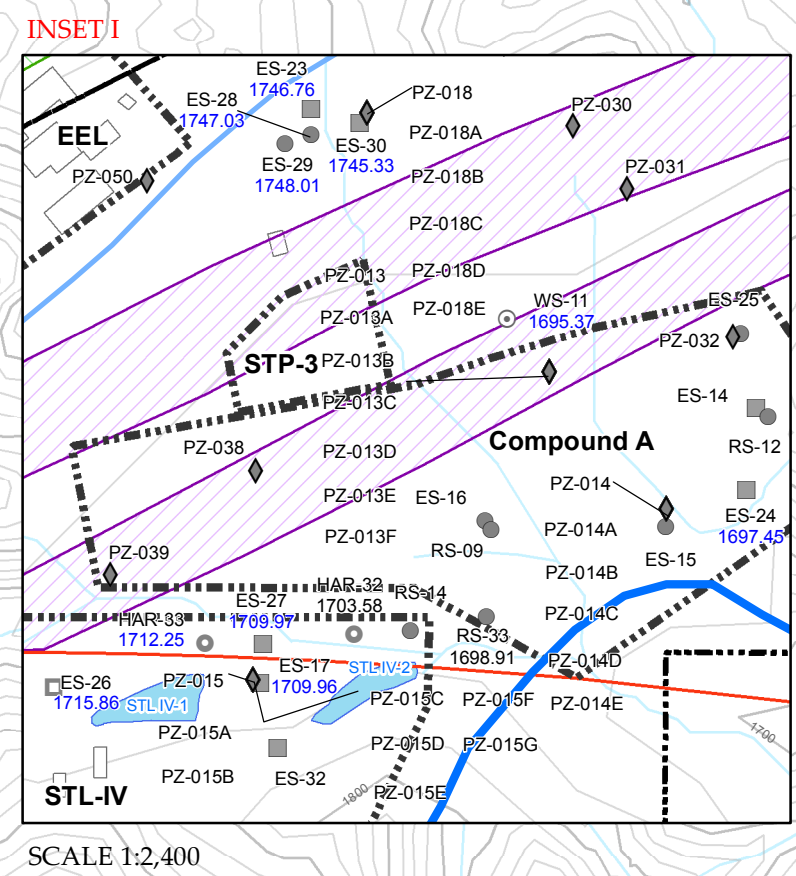 INSET I
ES-23
1746.76
ES-28
1747.03
PZ-018
PZ-030
EEL
ES-30
1745.33
PZ-018A
ES-29
1748.01
PZ-050
PZ-018B
PZ-031
PZ-018C
PZ-013
PZ-018D
PZ-018E
WS-11
1695.37
ES-25
PZ-013A
PZ-032
STP-3
PZ-013B
PZ-013C
ES-14
PZ-038
PZ-013D
Compound A
RS-12
PZ-014
PZ-013E
ES-16
ES-24
1697.45
PZ-013F
PZ-014A
RS-09
ES-15
PZ-039
PZ-014B
HAR-32
1703.58
RS-14
ES-27
1709.97
HAR-33
1712.25
PZ-014C
RS-33
1698.91
PZ-014D
ES-17
1709.96
STL IV-2
ES-26
1715.86
PZ-015
STL IV-1
PZ-015C
PZ-015F
PZ-014E
PZ-015A
1700
PZ-015D
PZ-015G
PZ-015B
ES-32
PZ-015E
1800
STL-IV
SCALE 1:2,400